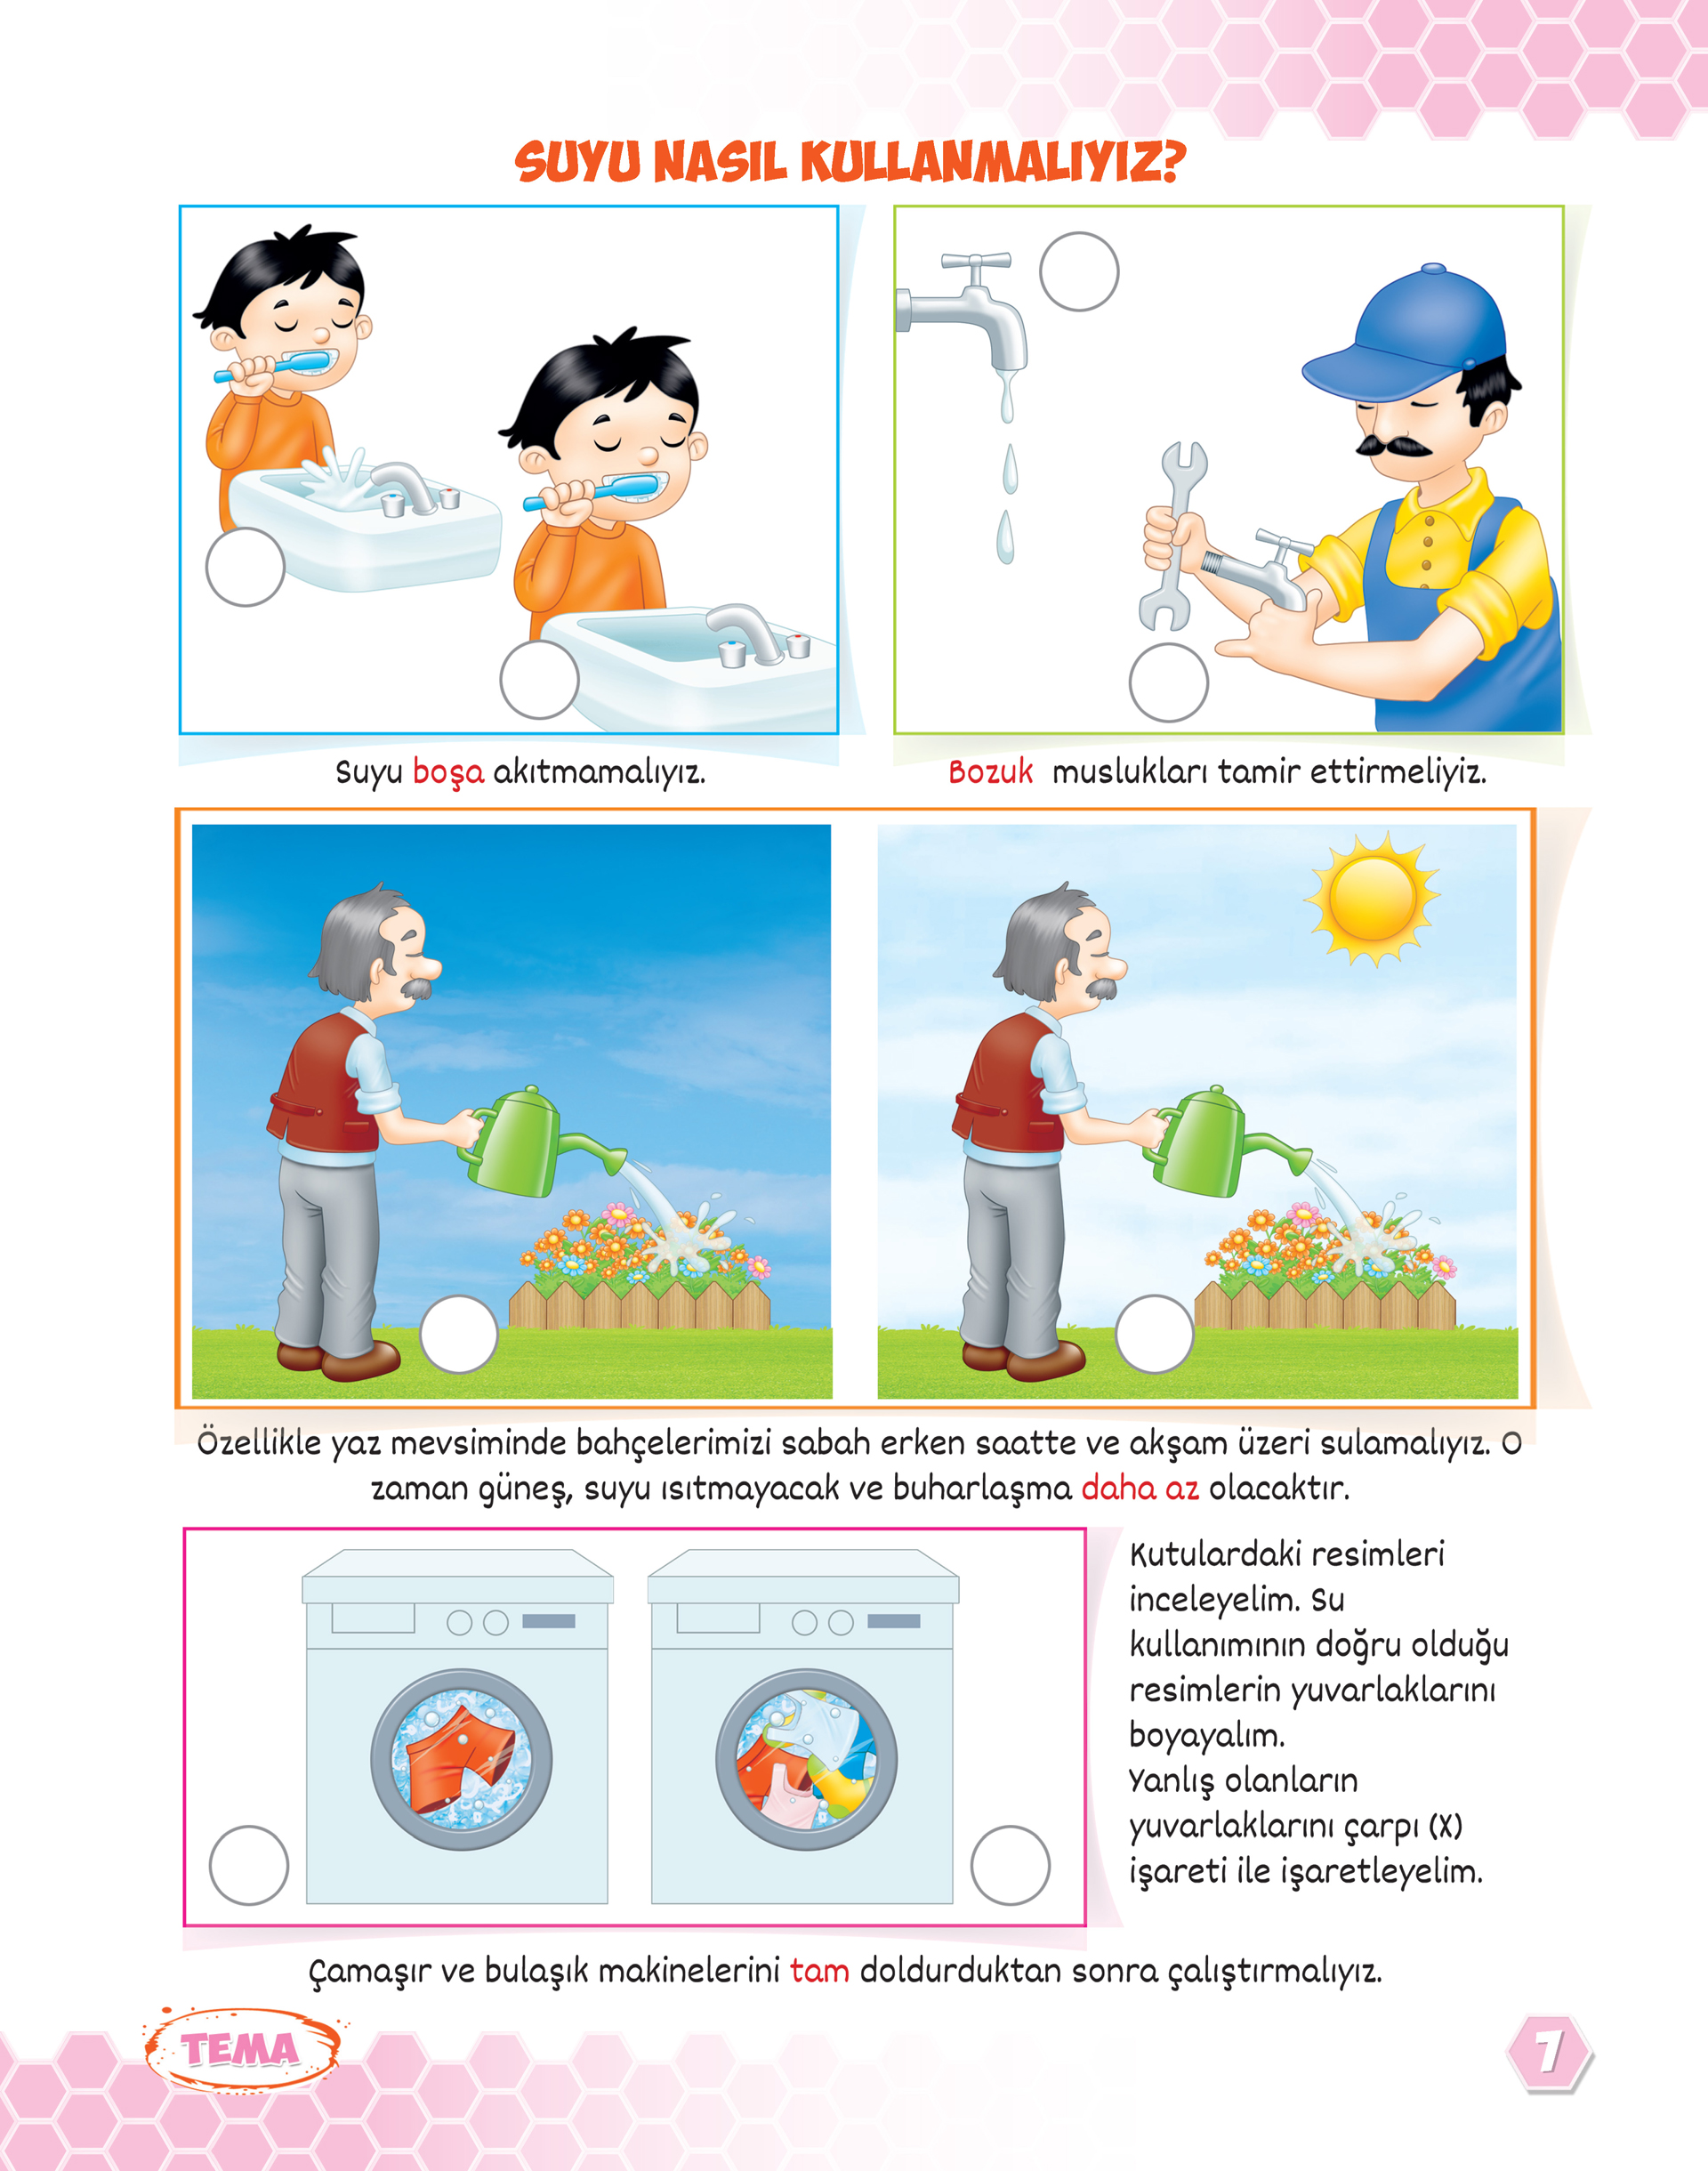 SUYU NASIL KULLANMALIYIZ?
Suyu boşa akıtmamalıyız.
Bozuk muslukları tamir ettirmeliyiz.
Özellikle yaz mevsiminde bahçelerimizi sabah erken saatte ve akşam üzeri sulamalıyız. O
zaman güneş, suyu ısıtmayacak ve buharlaşma daha az olacaktır.
Kutulardaki resimleri
inceleyelim. Su
kullanımının doğru olduğu
resimlerin yuvarlaklarını
boyayalım.
Yanlış olanların
yuvarlaklarını çarpı (X)
işareti ile işaretleyelim.
Çamaşır ve bulaşık makinelerini tam doldurduktan sonra çalıştırmalıyız.
TEMA
7